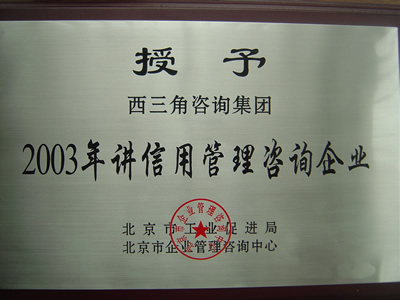 授予
西三角咨询集团
2003年讲信用管理咨询企业
北京市工业促进局
北京市企业管理咨询中心